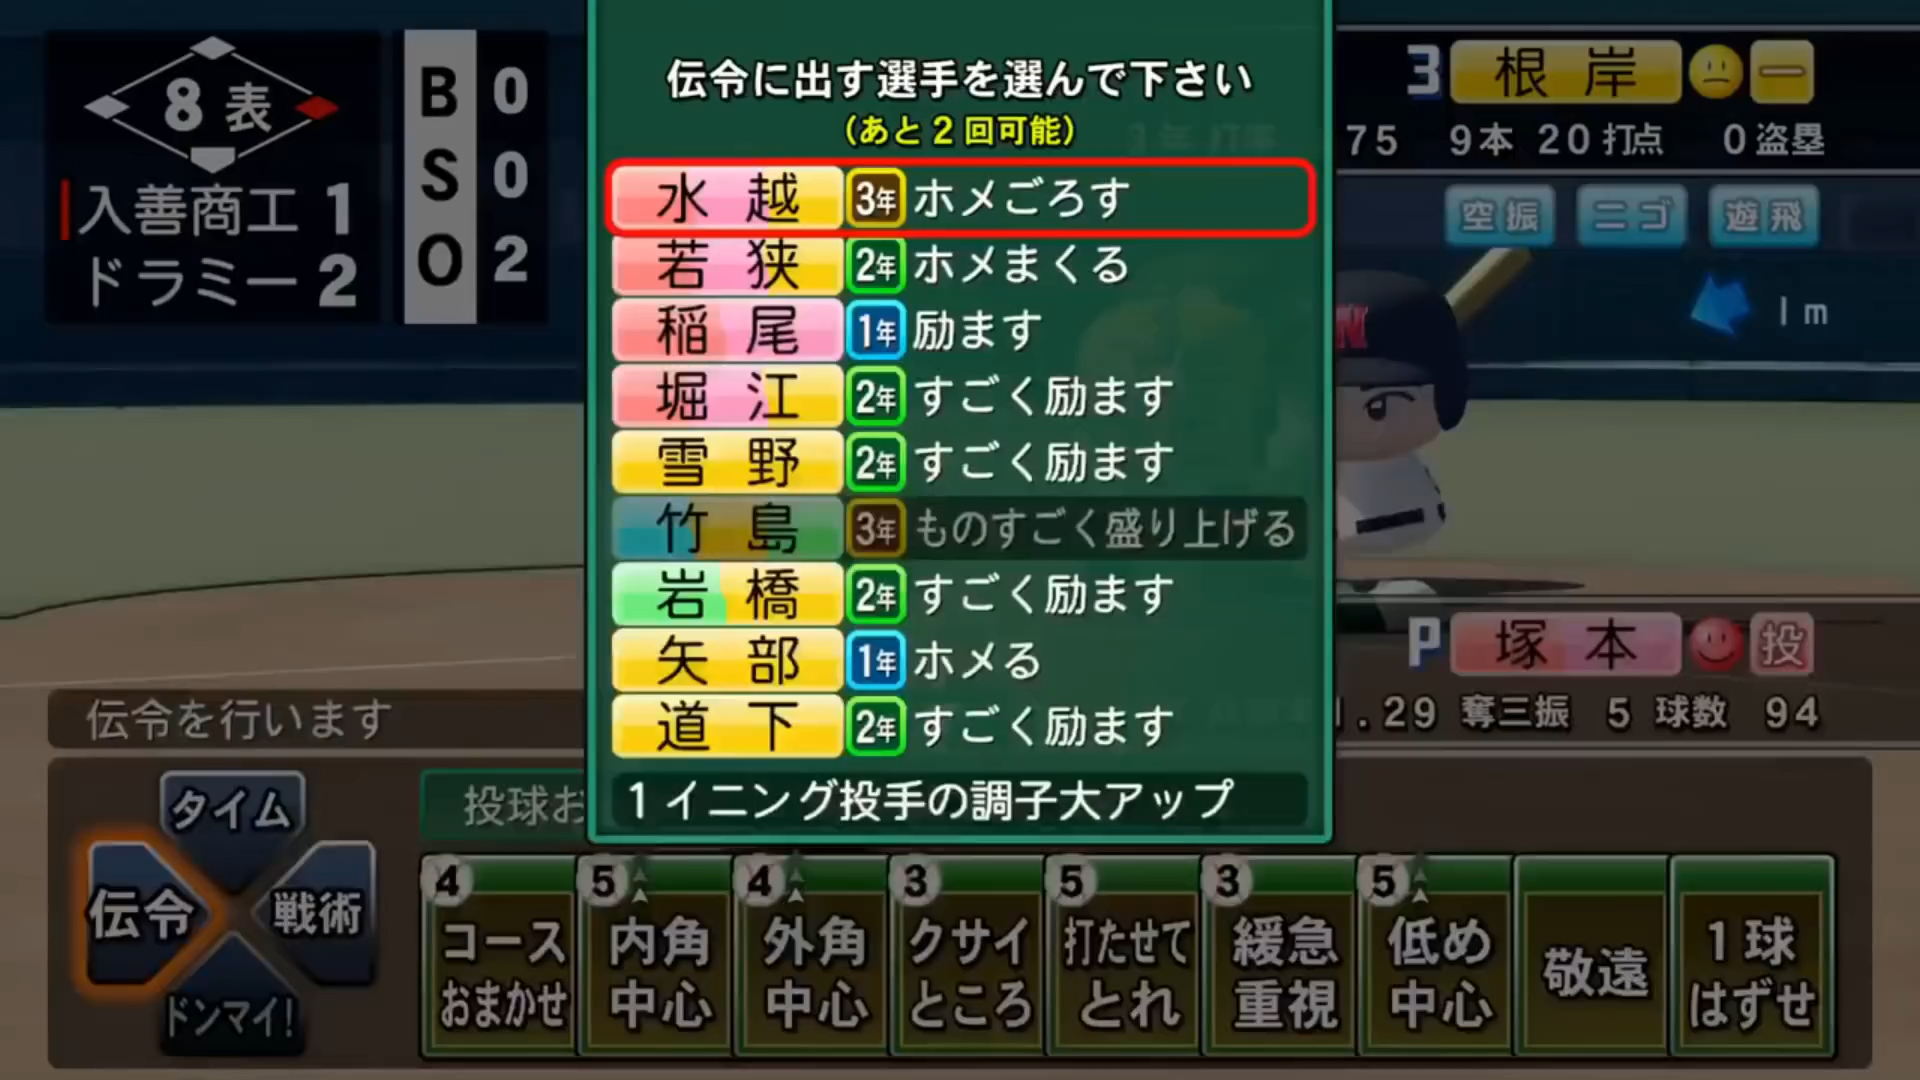 8表
入善商工 1
ドラミー 2
B 0
S 0
O 2
伝令に出す選手を選んで下さい
(あと2回可能)
水越 3年 ホメごろす
若狭 2年 ホメまくる
稲尾 1年 励ます
堀江 2年 すごく励ます
雪野 2年 すごく励ます
竹島 3年 ものすごく盛り上げる
岩橋 2年 すごく励ます
矢部 1年 ホメる
道下 2年 すごく励ます
1イニング投手の調子大アップ
3 根岸 一
75 9本 20打点 0盗塁
空振 ニゴ 遊飛
1m
P 塚本 投
.29 奪三振 5 球数 94
伝令を行います
タイム
伝令
戦術
ドンマイ!
投球お
4 コースおまかせ
5 内角中心
4 外角中心
3 クサイところ
5 打たせてとれ
3 緩急重視
5 低め中心
敬遠
1球はずせ